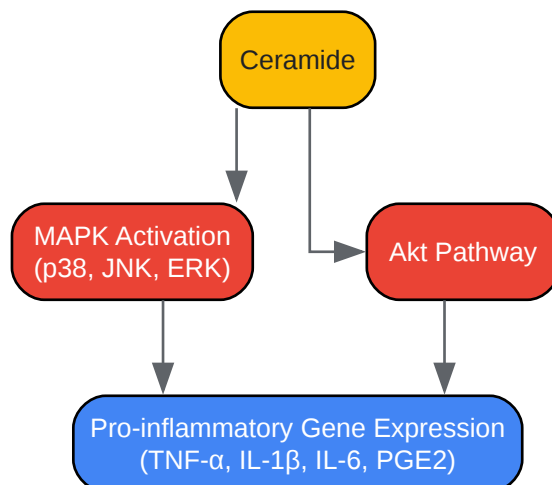 Ceramide
MAPK Activation
(p38, JNK, ERK)
Akt Pathway
Pro-inflammatory Gene Expression
(TNF-α, IL-1β, IL-6, PGE2)